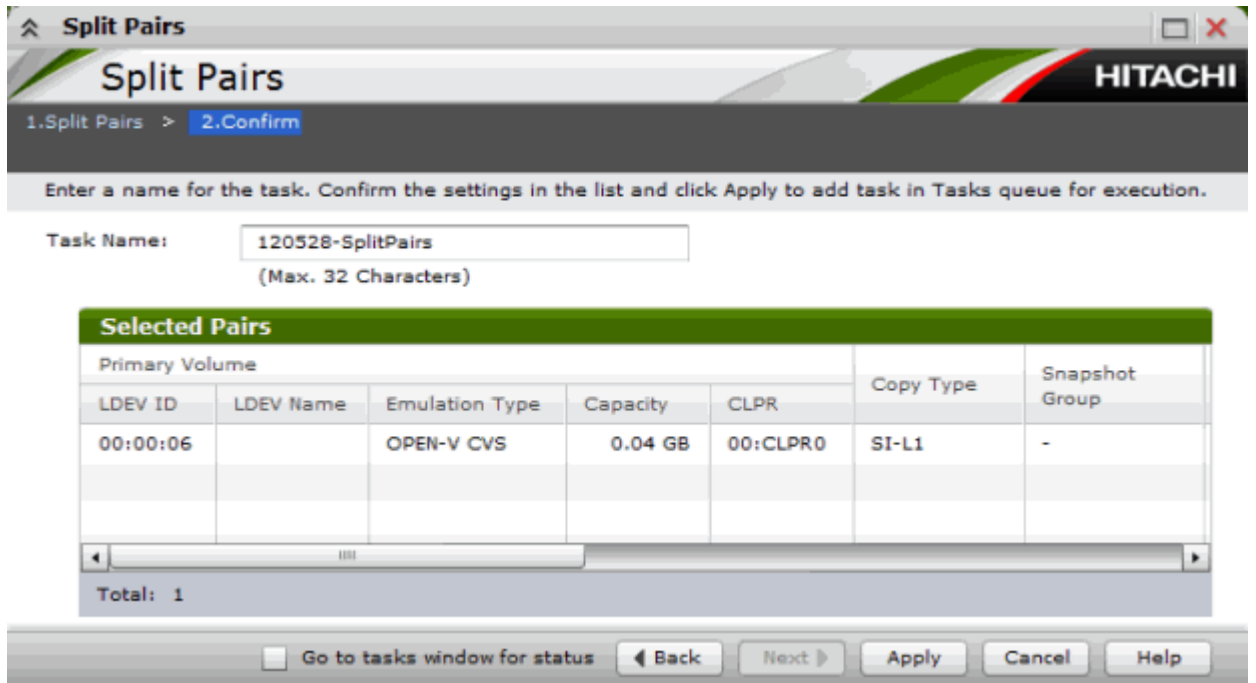 Split Pairs
Split Pairs
HITACHI
1.Split Pairs > 2.Confirm
Enter a name for the task. Confirm the settings in the list and click Apply to add task in Tasks queue for execution.
Task Name: 120528-SplitPairs
(Max. 32 Characters)
Selected Pairs
Primary Volume Copy Type Snapshot Group
LDEV ID LDEV Name Emulation Type Capacity CLPR
00:00:06 OPEN-V CVS 0.04 GB 00:CLPR0 SI-L1 -
Total: 1
Go to tasks window for status Back Next Apply Cancel Help